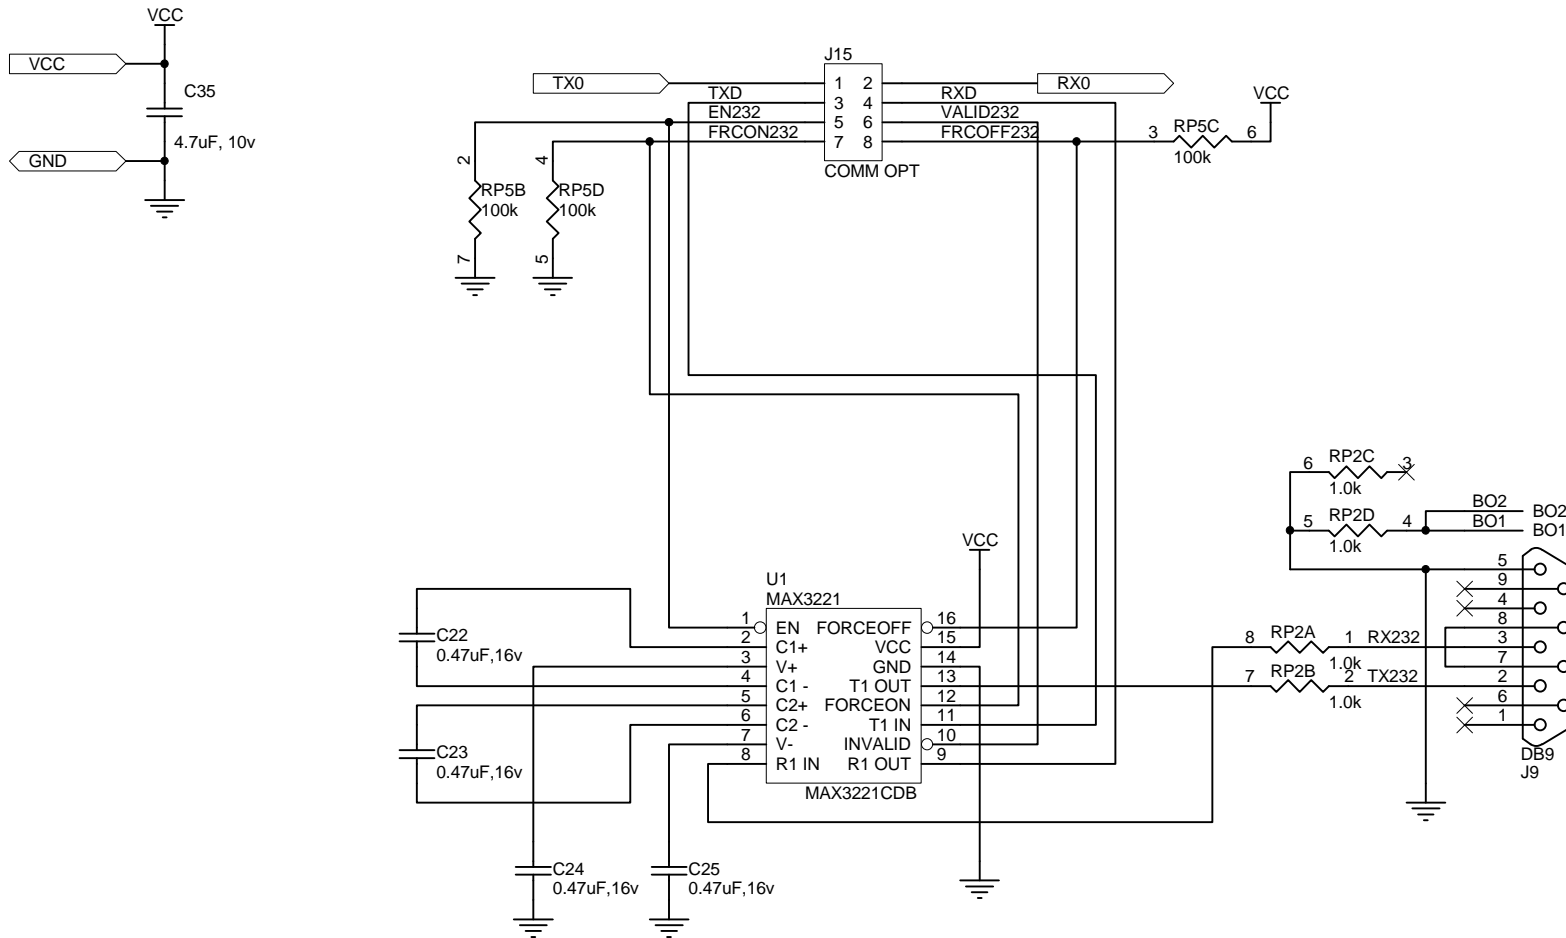 VCC
VCC
C35
4.7uF, 10v
GND
J15
TX0
1 2
RX0
TXD
3 4
RXD
EN232
5 6
VALID232
FRCON232
7 8
FRCOFF232
COMM OPT
3
RP5C
6
100k
VCC
2
RP5B
100k
7
4
RP5D
100k
5
6
RP2C
3
1.0k
5
RP2D
4
1.0k
BO2
BO2
BO1
BO1
VCC
U1
MAX3221
1 EN FORCEOFF 16
2 C1+ VCC 15
3 V+ GND 14
4 C1 - T1 OUT 13
5 C2+ FORCEON 12
6 C2 - T1 IN 11
7 V- INVALID 10
8 R1 IN R1 OUT 9
MAX3221CDB
C22
0.47uF,16v
C23
0.47uF,16v
C24
0.47uF,16v
C25
0.47uF,16v
8
RP2A
1
RX232
1.0k
7
RP2B
2
TX232
1.0k
5
9
4
8
3
7
2
6
1
DB9
J9